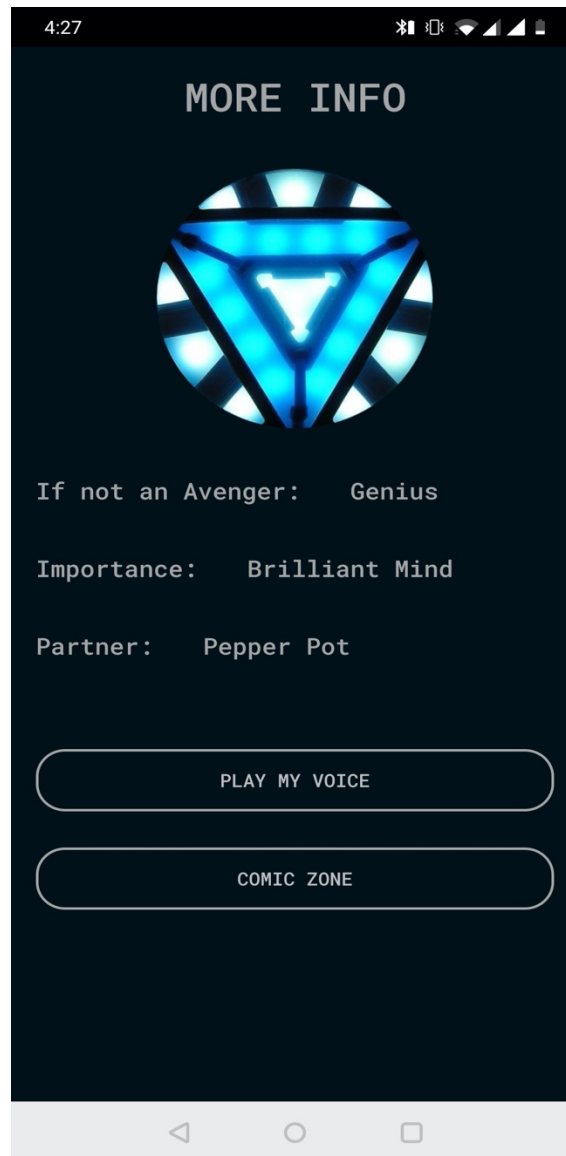 4:27
MORE INFO
If not an Avenger: Genius
Importance: Brilliant Mind
Partner: Pepper Pot
PLAY MY VOICE
COMIC ZONE